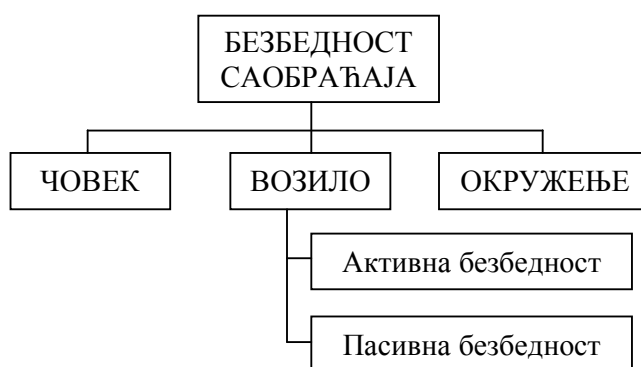 БЕЗБЕДНОСТ
САОБРАЋАЈА
ЧОВЕК
ВОЗИЛО
ОКРУЖЕЊЕ
Активна безбедност
Пасивна безбедност